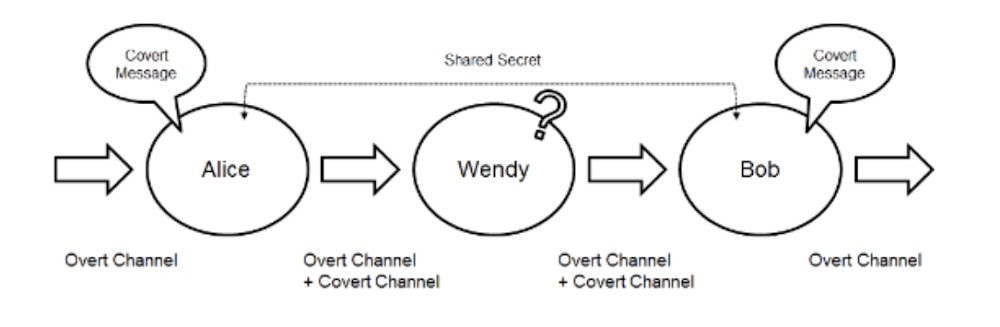 Covert
Message
Shared Secret
Covert
Message
?
Alice
Wendy
Bob
Overt Channel
Overt Channel
+ Covert Channel
Overt Channel
+ Covert Channel
Overt Channel